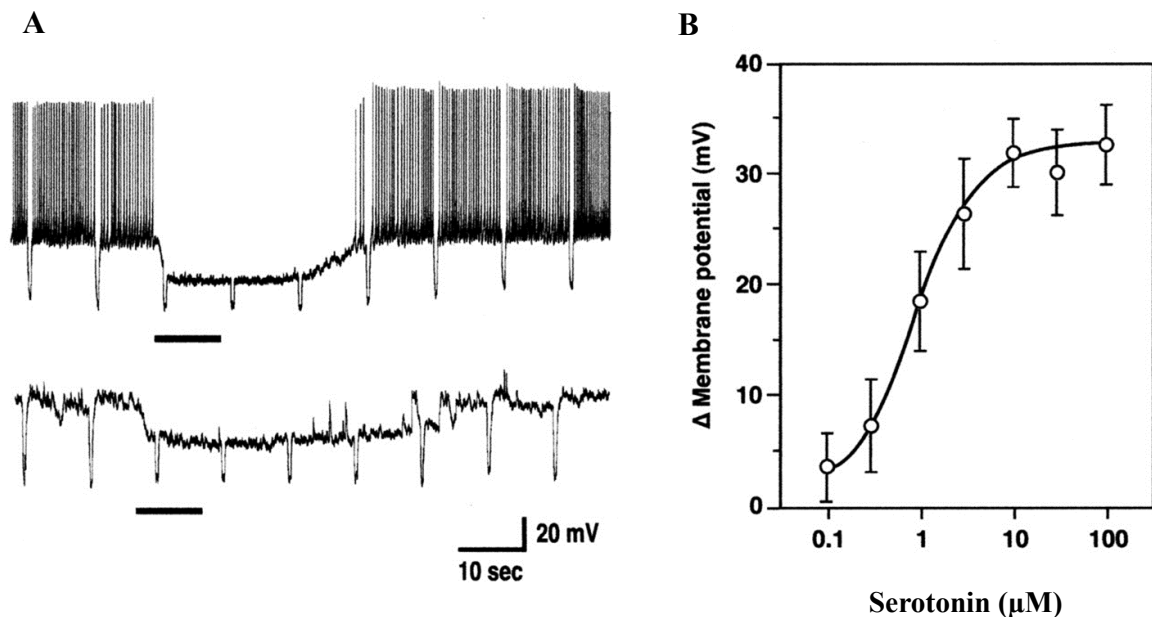 A
20 mV
10 sec
B
Δ Membrane potential (mV)
40
30
20
10
0
0.1 1 10 100
Serotonin (μM)